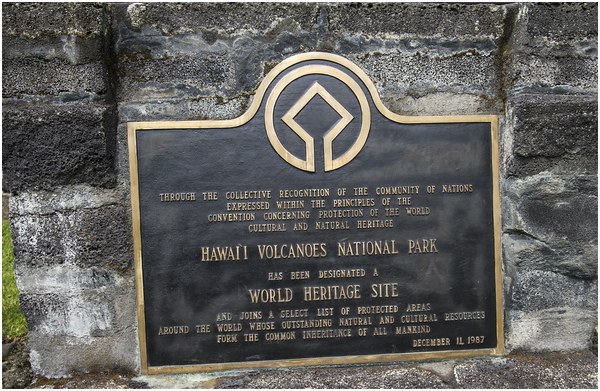 THROUGH THE COLLECTIVE RECOGNITION OF THE COMMUNITY OF NATIONS
EXPRESSED WITHIN THE PRINCIPLES OF THE
CONVENTION CONCERNING PROTECTION OF THE WORLD
CULTURAL AND NATURAL HERITAGE
HAWAI'I VOLCANOES NATIONAL PARK
HAS BEEN DESIGNATED A
WORLD HERITAGE SITE
AND JOINS A SELECT LIST OF PROTECTED AREAS
AROUND THE WORLD WHOSE OUTSTANDING NATURAL AND CULTURAL RESOURCES
FORM THE COMMON INHERITANCE OF ALL MANKIND
DECEMBER 11, 1987